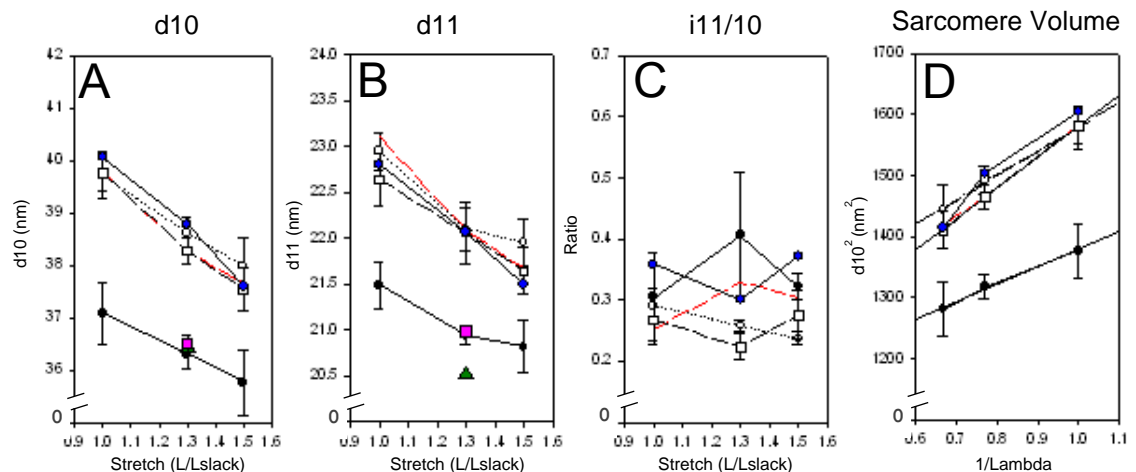 d10
d11
i11/10
Sarcomere Volume
A
B
C
D
42
41
40
39
38
37
36
0
d10 (nm)
0.9 1.0 1.1 1.2 1.3 1.4 1.5 1.6
Stretch (L/Lslack)
24.0
23.5
23.0
22.5
22.0
21.5
21.0
20.5
0
d11 (nm)
0.9 1.0 1.1 1.2 1.3 1.4 1.5 1.6
Stretch (L/Lslack)
0.7
0.6
0.5
0.4
0.3
0.2
0
Ratio
0.9 1.0 1.1 1.2 1.3 1.4 1.5 1.6
Stretch (L/Lslack)
1700
1600
1500
1400
1300
1200
0
d10² (nm²)
0.6 0.7 0.8 0.9 1.0 1.1
1/Lambda